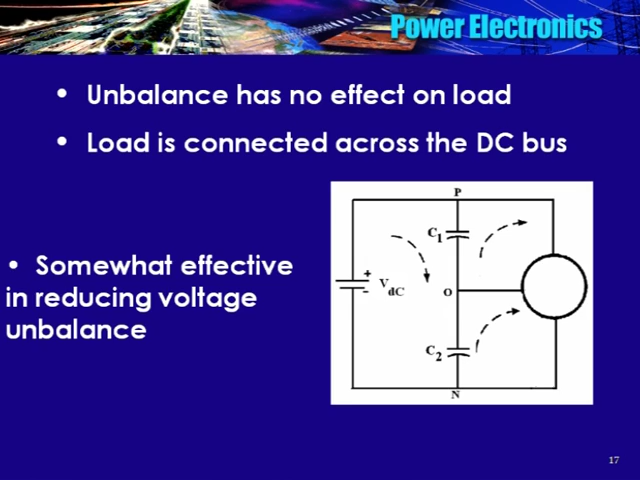 Power Electronics
• Unbalance has no effect on load
• Load is connected across the DC bus
• Somewhat effective
in reducing voltage
unbalance
P
C1
+
V dC
-
O
C2
N
17